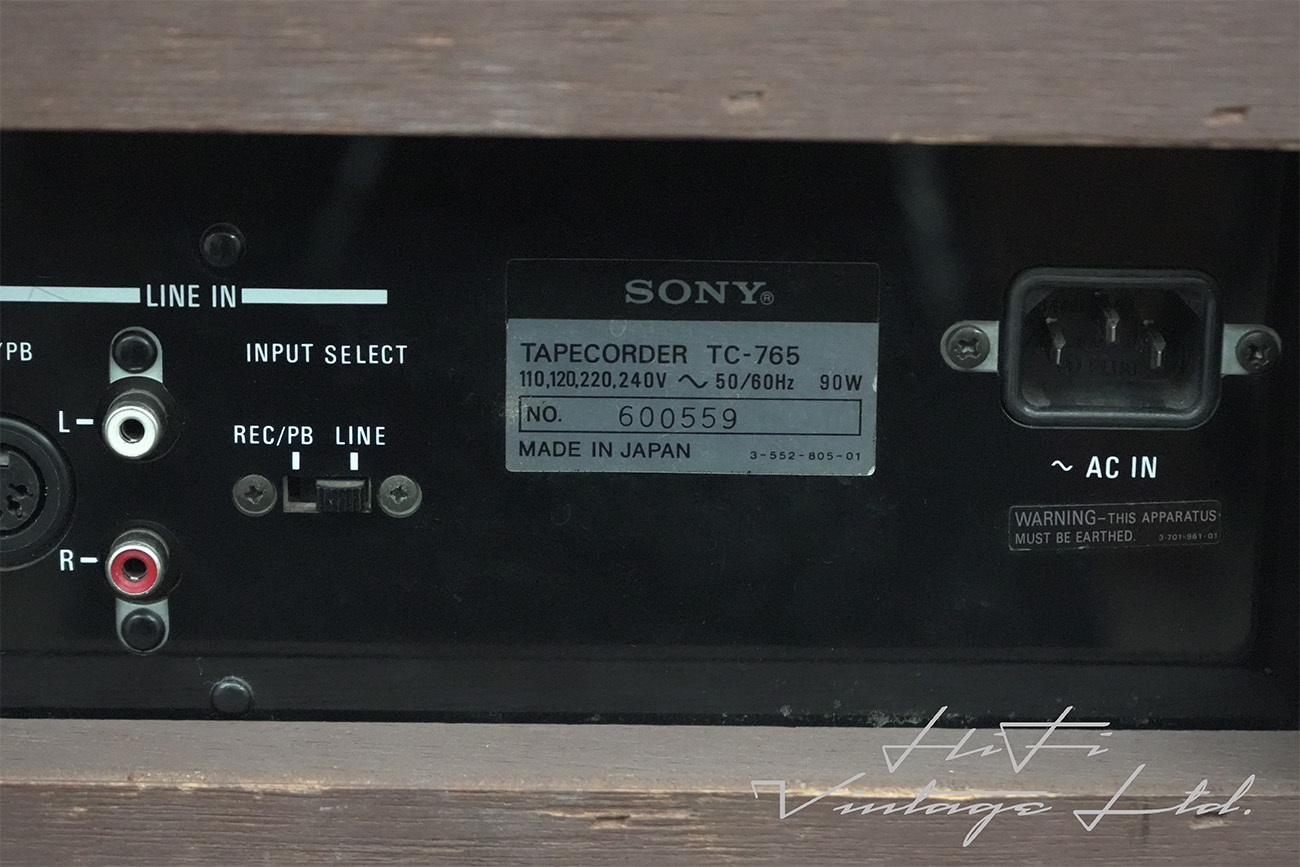 LINE IN
/PB
INPUT SELECT
L
REC/PB LINE
R
SONY®
TAPECORDER TC-765
110,120,220,240V ～ 50/60Hz 90W
NO. 600559
MADE IN JAPAN 3-552-805-01
～ AC IN
WARNING—THIS APPARATUS
MUST BE EARTHED. 3-701-961-01
HiFi
Vintage Ltd.